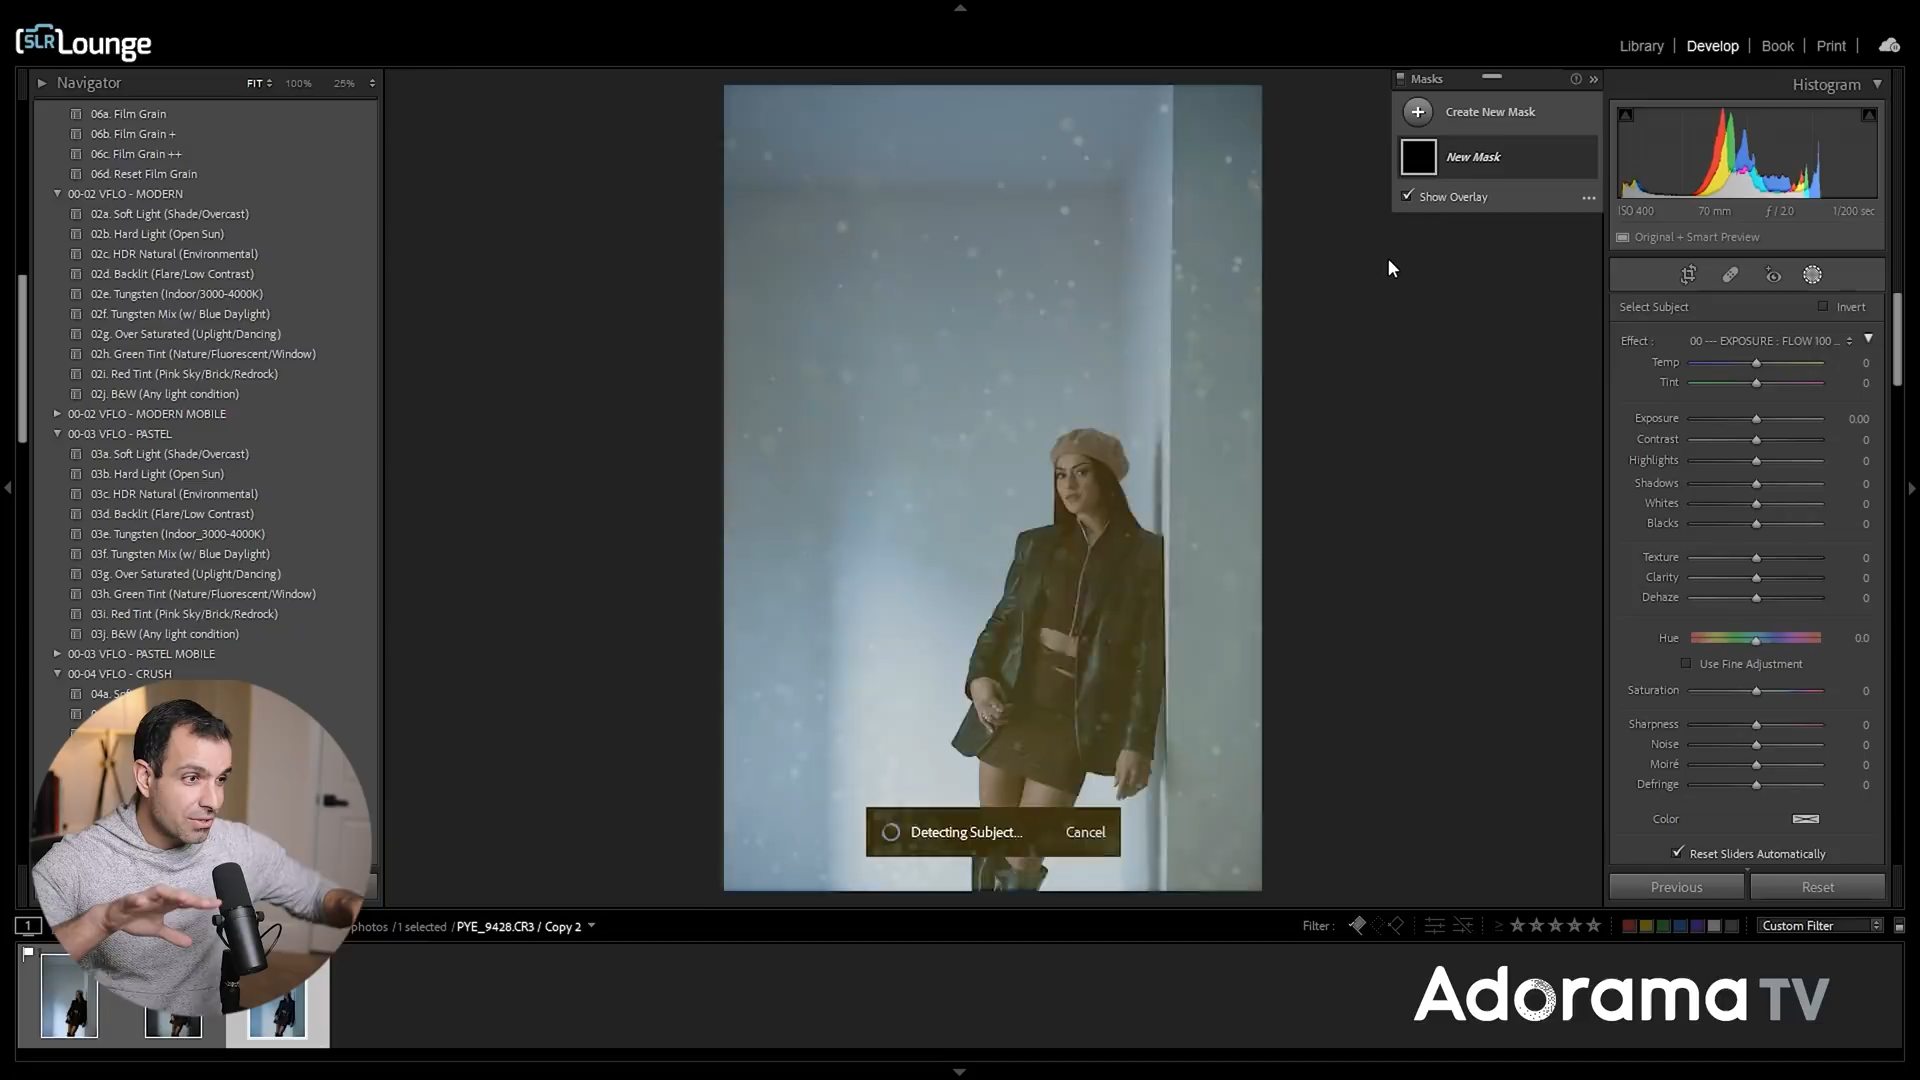 SLR Lounge
Library | Develop | Book | Print |
Navigator FIT 100% 25%
06a. Film Grain
06b. Film Grain +
06c. Film Grain ++
06d. Reset Film Grain
00-02 VFLO - MODERN
02a. Soft Light (Shade/Overcast)
02b. Hard Light (Open Sun)
02c. HDR Natural (Environmental)
02d. Backlit (Flare/Low Contrast)
02e. Tungsten (Indoor/3000-4000K)
02f. Tungsten Mix (w/ Blue Daylight)
02g. Over Saturated (Uplight/Dancing)
02h. Green Tint (Nature/Fluorescent/Window)
02i. Red Tint (Pink Sky/Brick/Redrock)
02j. B&W (Any light condition)
00-02 VFLO - MODERN MOBILE
00-03 VFLO - PASTEL
03a. Soft Light (Shade/Overcast)
03b. Hard Light (Open Sun)
03c. HDR Natural (Environmental)
03d. Backlit (Flare/Low Contrast)
03e. Tungsten (Indoor_3000-4000K)
03f. Tungsten Mix (w/ Blue Daylight)
03g. Over Saturated (Uplight/Dancing)
03h. Green Tint (Nature/Fluorescent/Window)
03i. Red Tint (Pink Sky/Brick/Redrock)
03j. B&W (Any light condition)
00-03 VFLO - PASTEL MOBILE
00-04 VFLO - CRUSH
04a.
Detecting Subject... Cancel
Masks
Create New Mask
New Mask
Show Overlay
Histogram
ISO 400 70 mm ƒ / 2.0 1/200 sec
Original + Smart Preview
Select Subject Invert
Effect : 00 --- EXPOSURE : FLOW 100 ...
Temp 0
Tint 0
Exposure 0.00
Contrast 0
Highlights 0
Shadows 0
Whites 0
Blacks 0
Texture 0
Clarity 0
Dehaze 0
Hue 0.0
Use Fine Adjustment
Saturation 0
Sharpness 0
Noise 0
Moiré 0
Defringe 0
Color
Reset Sliders Automatically
Previous Reset
1 photos / 1 selected / PYE_9428.CR3 / Copy 2 Filter : ≥ Custom Filter
Adorama TV